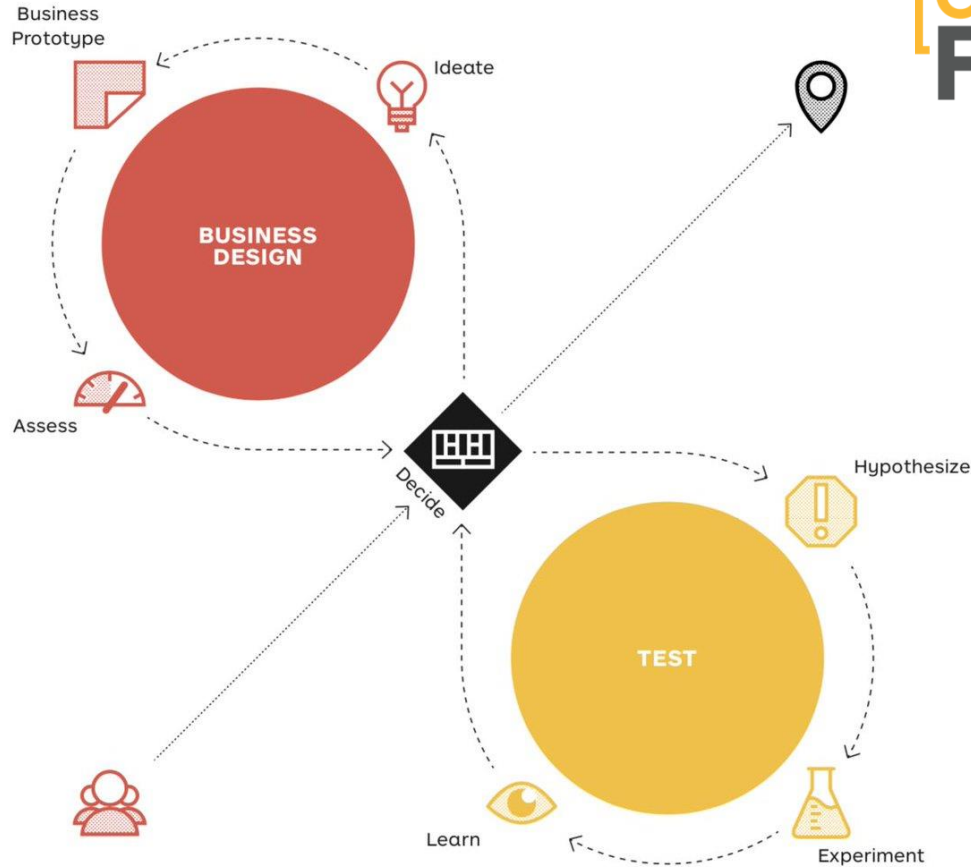 Business
Prototype
Ideate
BUSINESS
DESIGN
Assess
Decide
Hypothesize
TEST
Learn
Experiment